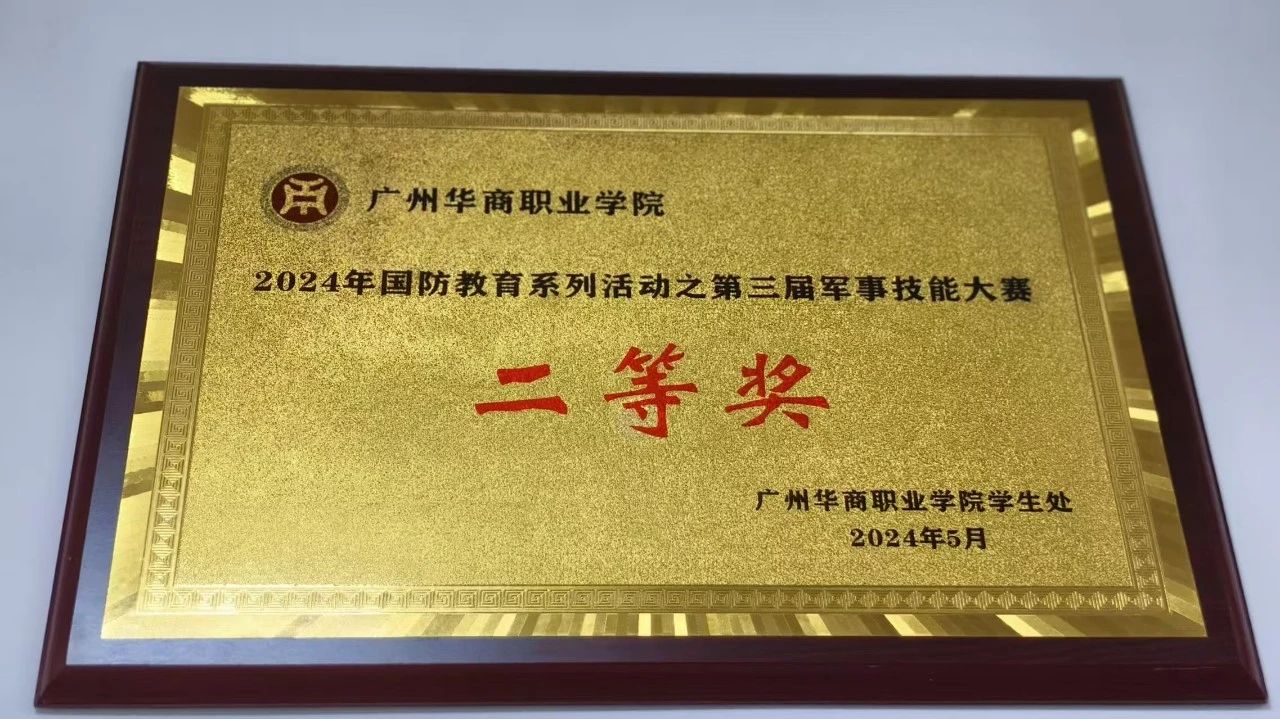 广州华商职业学院
2024年国防教育系列活动之第三届军事技能大赛
二等奖
广州华商职业学院学生处
2024年5月